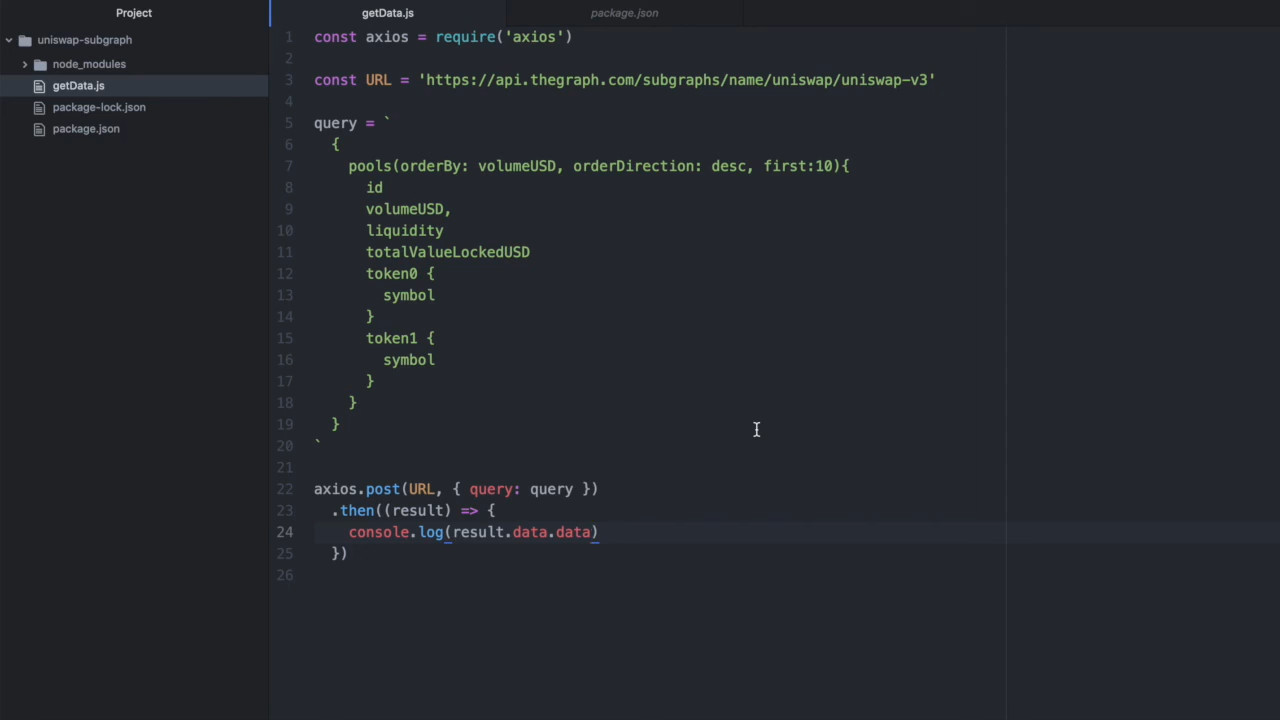 Project
uniswap-subgraph
node_modules
getData.js
package-lock.json
package.json
getData.js
package.json
1 const axios = require('axios')
2
3 const URL = 'https://api.thegraph.com/subgraphs/name/uniswap/uniswap-v3'
4
5 query = `
6 {
7 pools(orderBy: volumeUSD, orderDirection: desc, first:10){
8 id
9 volumeUSD,
10 liquidity
11 totalValueLockedUSD
12 token0 {
13 symbol
14 }
15 token1 {
16 symbol
17 }
18 }
19 }
20 `
21
22 axios.post(URL, { query: query })
23 .then((result) => {
24 console.log(result.data.data)
25 })
26